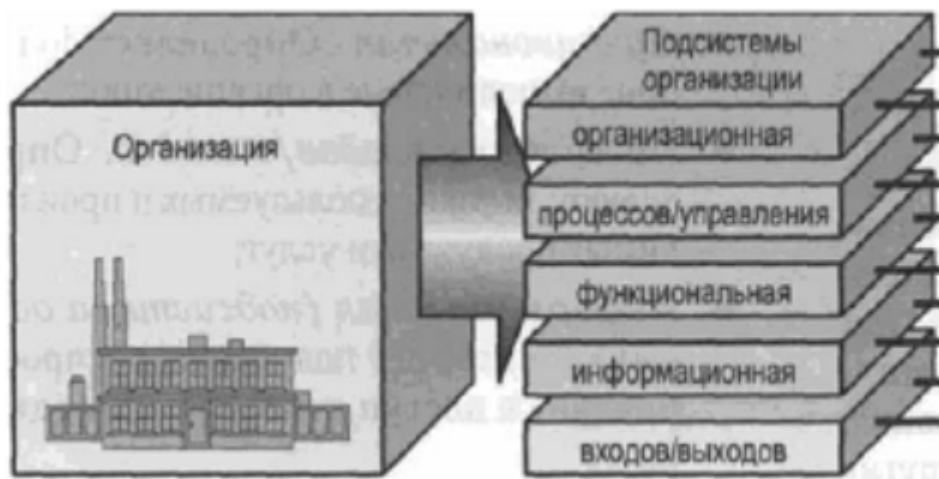 Организация
Подсистемы
организации
организационная
процессов/управления
функциональная
информационная
входов/выходов